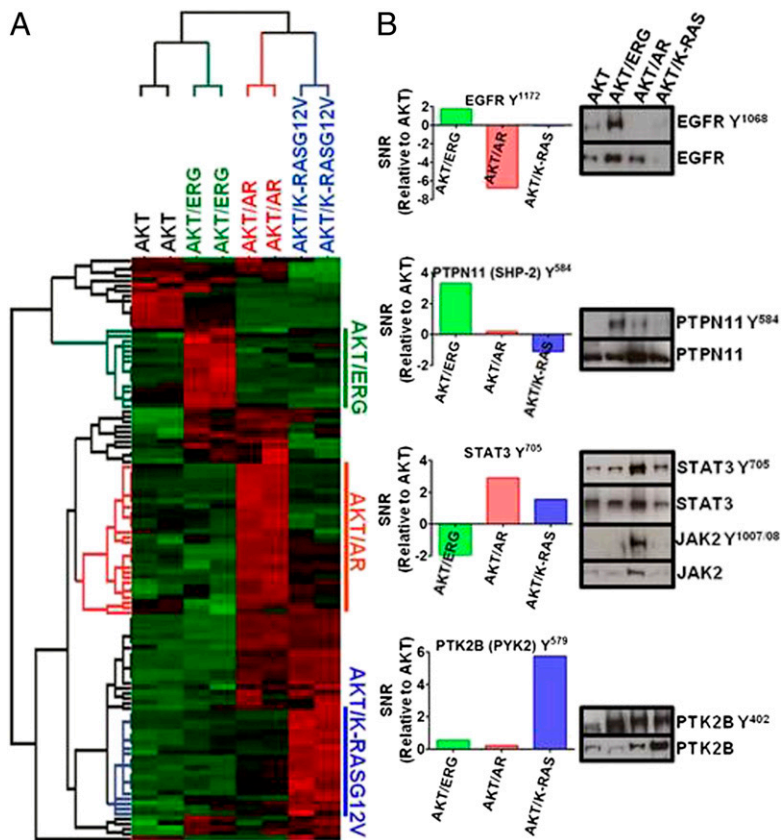 A
AKT
AKT
AKT/ERG
AKT/ERG
AKT/AR
AKT/AR
AKT/K-RASG12V
AKT/K-RASG12V
AKT/ERG
AKT/AR
AKT/K-RASG12V
B
EGFR Y¹¹⁷²
SNR
(Relative to AKT)
2
0
-2
-4
-6
-8
AKT/ERG
AKT/AR
AKT/K-RAS
AKT
AKT/ERG
AKT/AR
AKT/K-RAS
EGFR Y¹⁰⁶⁸
EGFR
PTPN11 (SHP-2) Y⁵⁸⁴
SNR
(Relative to AKT)
4
2
0
-2
AKT/ERG
AKT/AR
AKT/K-RAS
PTPN11 Y⁵⁸⁴
PTPN11
STAT3 Y⁷⁰⁵
SNR
(Relative to AKT)
4
2
0
-2
AKT/ERG
AKT/AR
AKT/K-RAS
STAT3 Y⁷⁰⁵
STAT3
JAK2 Y¹⁰⁰⁷/⁰⁸
JAK2
PTK2B (PYK2) Y⁵⁷⁹
SNR
(Relative to AKT)
6
4
2
0
AKT/ERG
AKT/AR
AKT/K-RAS
PTK2B Y⁴⁰²
PTK2B